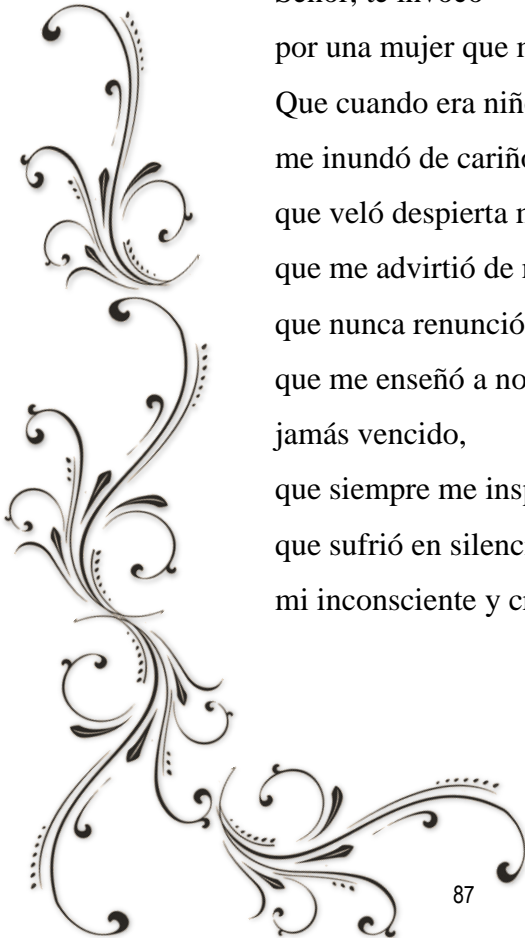 Señor, te invoco
por una mujer que
Que cuando era
me inundó de
que veló despierta
que me advirtió de
que nunca renunció
que me enseñó a
jamás vencido,
que siempre me
que sufrió en
mi inconsciente y
87